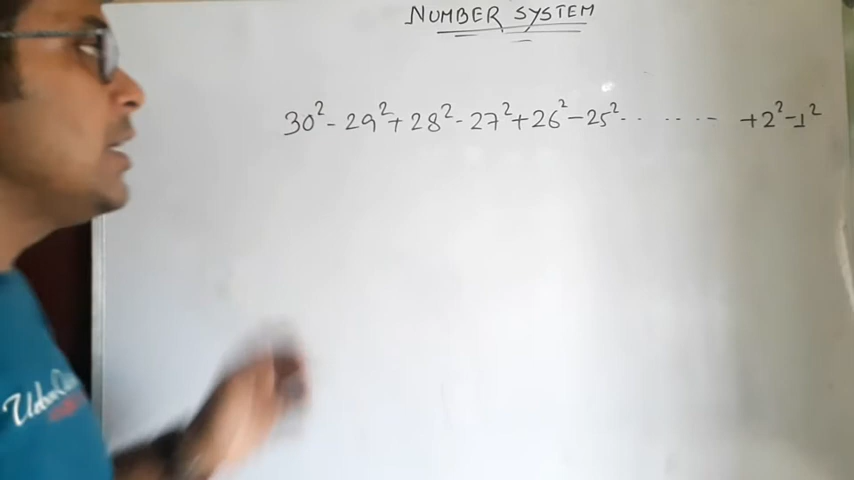 NUMBER SYSTEM
30² - 29² + 28² - 27² + 26² - 25² - - - - - - - + 2² - 1²